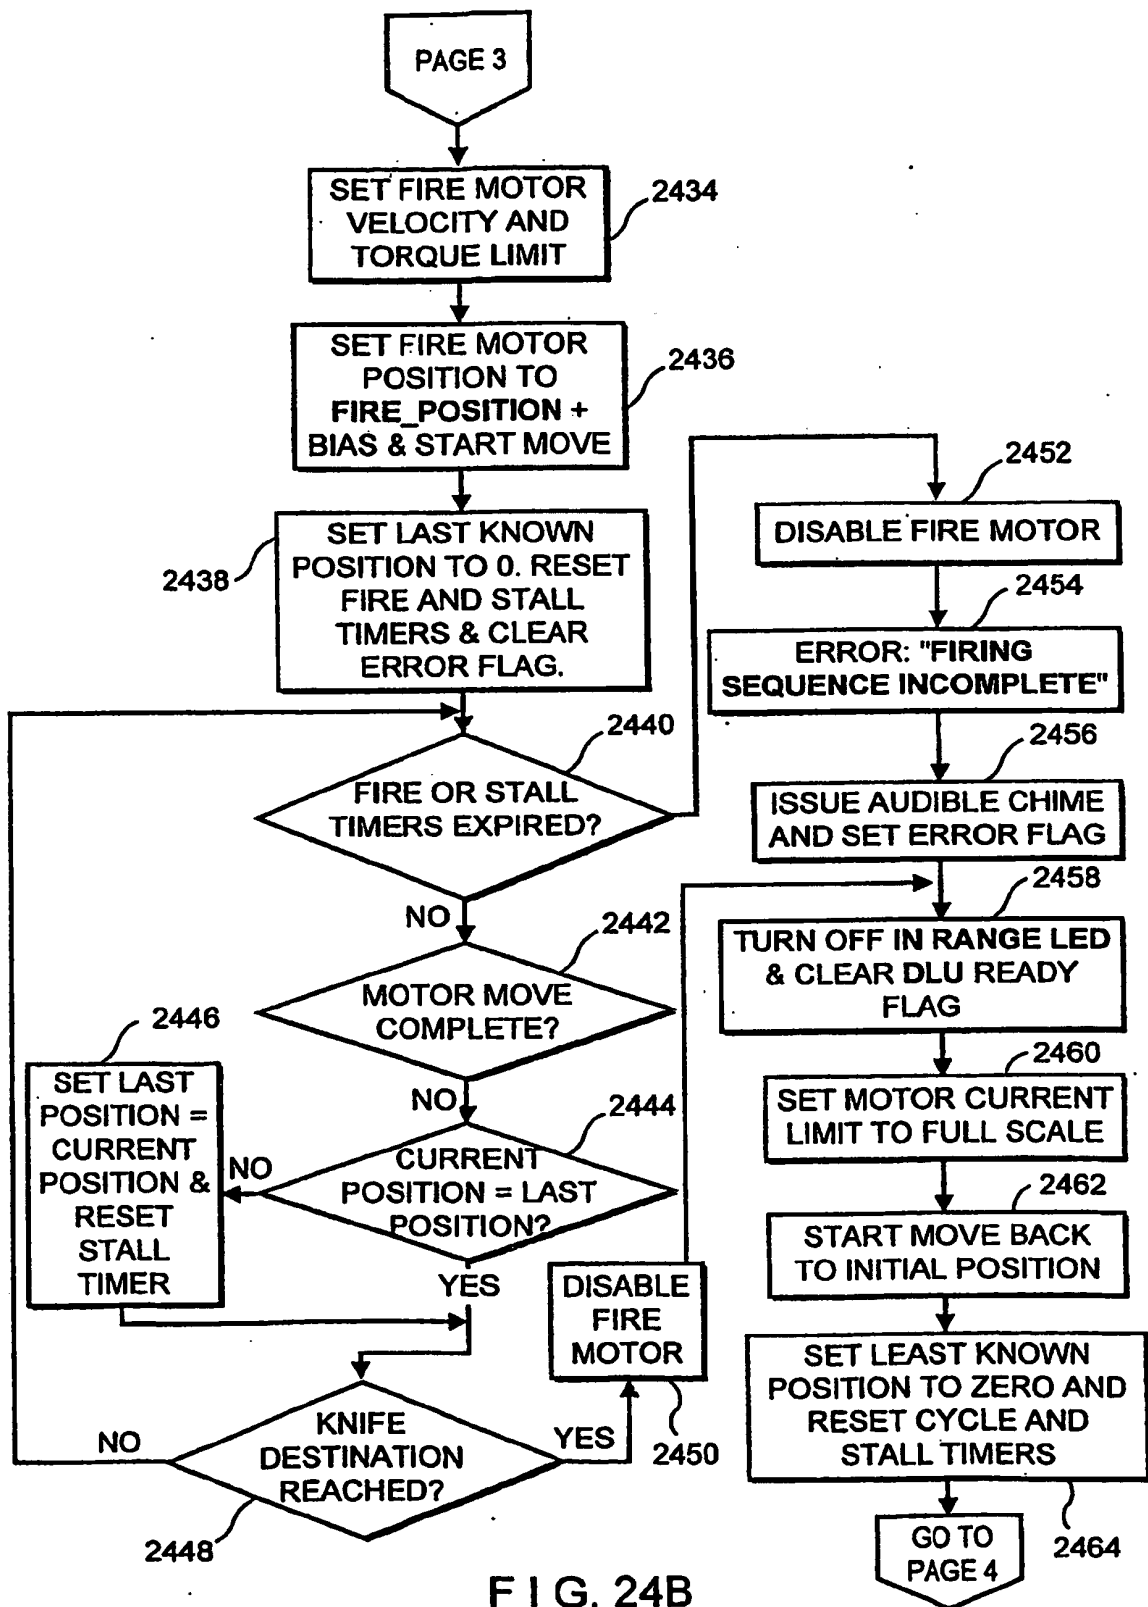 PAGE 3
SET FIRE MOTOR
VELOCITY AND
TORQUE LIMIT
2434
SET FIRE MOTOR
POSITION TO
FIRE_POSITION +
BIAS & START MOVE
2436
SET LAST KNOWN
POSITION TO 0. RESET
FIRE AND STALL
TIMERS & CLEAR
ERROR FLAG.
2438
2440
FIRE OR STALL
TIMERS EXPIRED?
NO
2442
MOTOR MOVE
COMPLETE?
NO
2444
CURRENT
POSITION = LAST
POSITION?
NO
YES
2446
SET LAST
POSITION =
CURRENT
POSITION &
RESET
STALL
TIMER
KNIFE
DESTINATION
REACHED?
NO
YES
2448
DISABLE
FIRE
MOTOR
2450
2452
DISABLE FIRE MOTOR
2454
ERROR: "FIRING
SEQUENCE INCOMPLETE"
2456
ISSUE AUDIBLE CHIME
AND SET ERROR FLAG
2458
TURN OFF IN RANGE LED
& CLEAR DLU READY
FLAG
2460
SET MOTOR CURRENT
LIMIT TO FULL SCALE
2462
START MOVE BACK
TO INITIAL POSITION
SET LEAST KNOWN
POSITION TO ZERO AND
RESET CYCLE AND
STALL TIMERS
2464
GO TO
PAGE 4
FIG. 24B